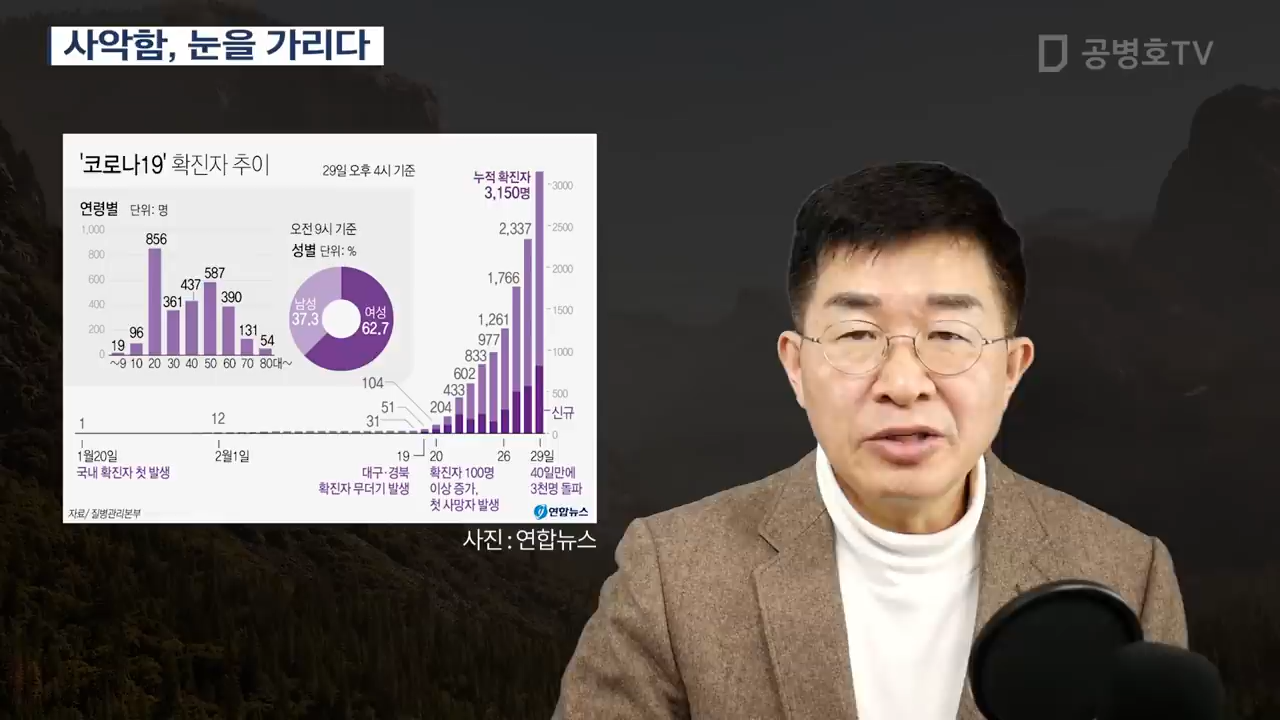 사악함, 눈을 가리다
공병호TV
'코로나19' 확진자 추이
29일 오후 4시 기준
연령별 단위: 명
1,000
800
600
400
200
0
19
96
856
361
437
587
390
131
54
~9
10
20
30
40
50
60
70
80대~
오전 9시 기준
성별 단위: %
남성
37.3
여성
62.7
누적 확진자
3,150명
2,337
1,766
1,261
977
833
602
433
204
104
51
31
12
1
3000
2500
2000
1500
1000
500
신규
0
1월20일
국내 확진자 첫 발생
2월1일
19
대구·경북
확진자 무더기 발생
20
확진자 100명
이상 증가,
첫 사망자 발생
26
29일
40일만에
3천명 돌파
자료/ 질병관리본부
연합뉴스
사진 : 연합뉴스